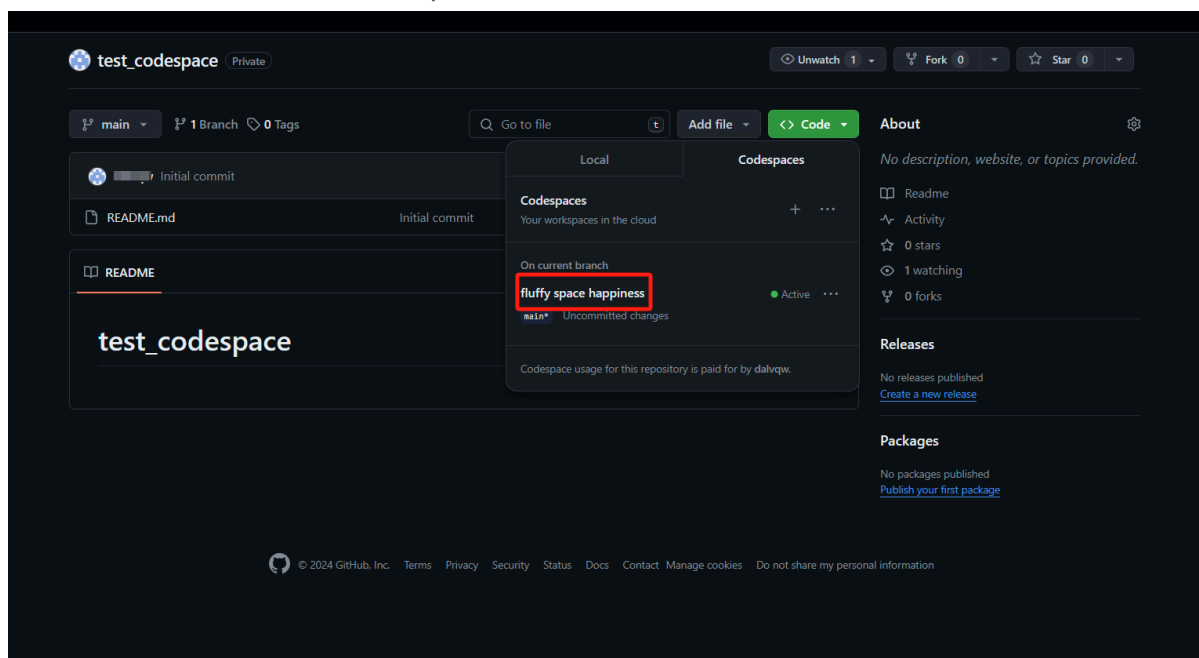 test_codespace Private
Unwatch 1 Fork 0 Star 0
main 1 Branch 0 Tags Go to file t Add file Code
About
No description, website, or topics provided.
Readme
Activity
0 stars
1 watching
0 forks
Releases
No releases published
Create a new release
Packages
No packages published
Publish your first package
Initial commit
README.md Initial commit
README
test_codespace
Local Codespaces
Codespaces
Your workspaces in the cloud
On current branch
fluffy space happiness Active
main* Uncommitted changes
Codespace usage for this repository is paid for by dalvqw.
© 2024 GitHub, Inc. Terms Privacy Security Status Docs Contact Manage cookies Do not share my personal information